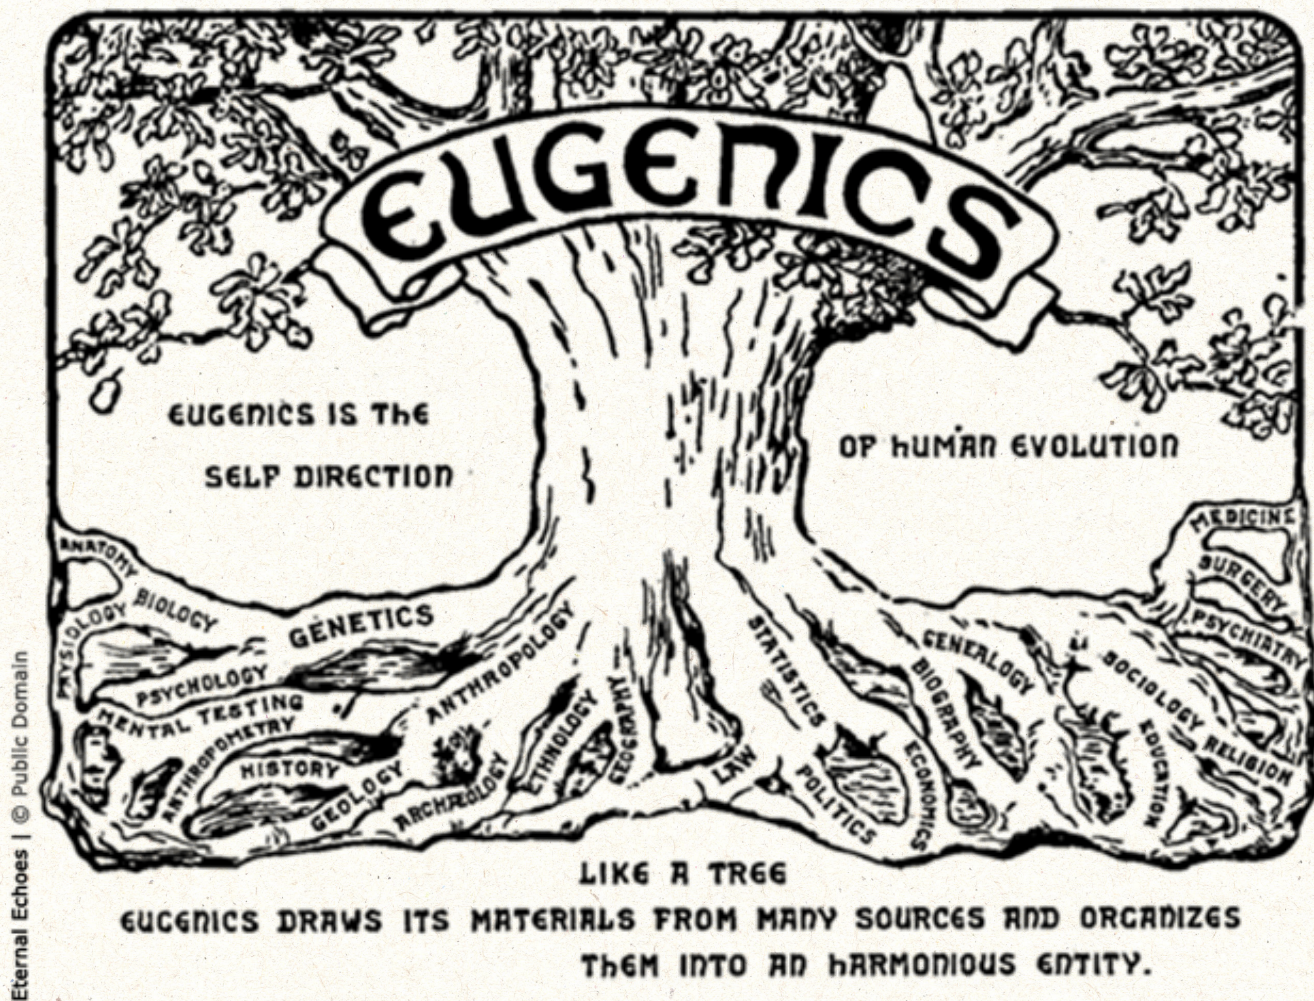 EUGENICS
EUGENICS IS THE
SELF DIRECTION
OF HUMAN EVOLUTION
ANATOMY
BIOLOGY
PHYSIOLOGY
GENETICS
PSYCHOLOGY
MENTAL TESTING
ANTHROPOMETRY
ANTHROPOLOGY
HISTORY
GEOLOGY
ARCHÆOLOGY
ETHNOLOGY
GEOGRAPHY
LAW
STATISTICS
POLITICS
ECONOMICS
BIOGRAPHY
GENEALOGY
EDUCATION
SOCIOLOGY
RELIGION
PSYCHIATRY
SURGERY
MEDICINE
LIKE A TREE
EUGENICS DRAWS ITS MATERIALS FROM MANY SOURCES AND ORGANIZES
THEM INTO AN HARMONIOUS ENTITY.
Eternal Echoes | © Public Domain